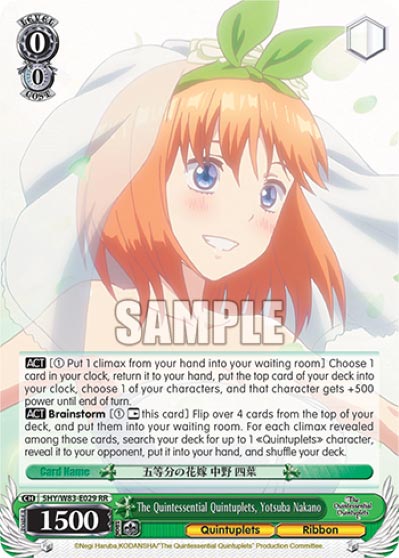 LEVEL
0
0
COST
SAMPLE
ACT [① Put 1 climax from your hand into your waiting room] Choose 1
card in your clock, return it to your hand, put the top card of your deck into
your clock, choose 1 of your characters, and that character gets +500
power until end of turn.
ACT Brainstorm [① this card] Flip over 4 cards from the top of your
deck, and put them into your waiting room. For each climax revealed
among those cards, search your deck for up to 1 ≪Quintuplets≫ character,
reveal it to your opponent, put it into your hand, and shuffle your deck.
Card Name 五等分の花嫁 中野 四葉
CH 5HY/W83-E029 RR The Quintessential Quintuplets, Yotsuba Nakano
The Quintessential Quintuplets
1500 Quintuplets Ribbon
©Negi Haruba,KODANSHA/"The Quintessential Quintuplets" Production Committee